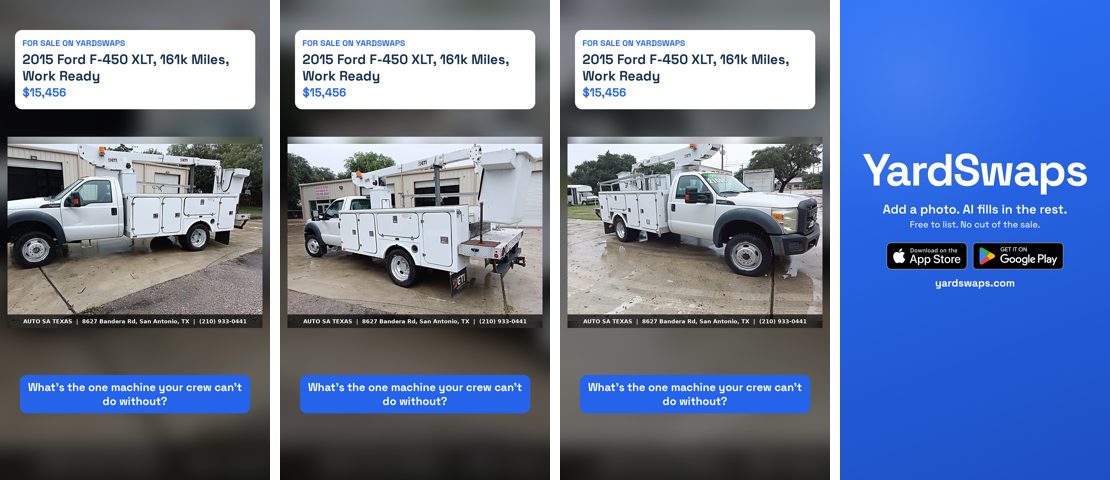 FOR SALE ON YARDSWAPS
2015 Ford F-450 XLT, 161k Miles,
Work Ready
$15,456
AUTO SA TEXAS | 8627 Bandera Rd, San Antonio, TX | (210) 933-0441
What's the one machine your crew can't
do without?
FOR SALE ON YARDSWAPS
2015 Ford F-450 XLT, 161k Miles,
Work Ready
$15,456
ETI
AUTO SA TEXAS | 8627 Bandera Rd, San Antonio, TX | (210) 933-0441
What's the one machine your crew can't
do without?
FOR SALE ON YARDSWAPS
2015 Ford F-450 XLT, 161k Miles,
Work Ready
$15,456
AUTO SA TEXAS | 8627 Bandera Rd, San Antonio, TX | (210) 933-0441
What's the one machine your crew can't
do without?
YardSwaps
Add a photo. AI fills in the rest.
Free to list. No cut of the sale.
Download on the
App Store
GET IT ON
Google Play
yardswaps.com